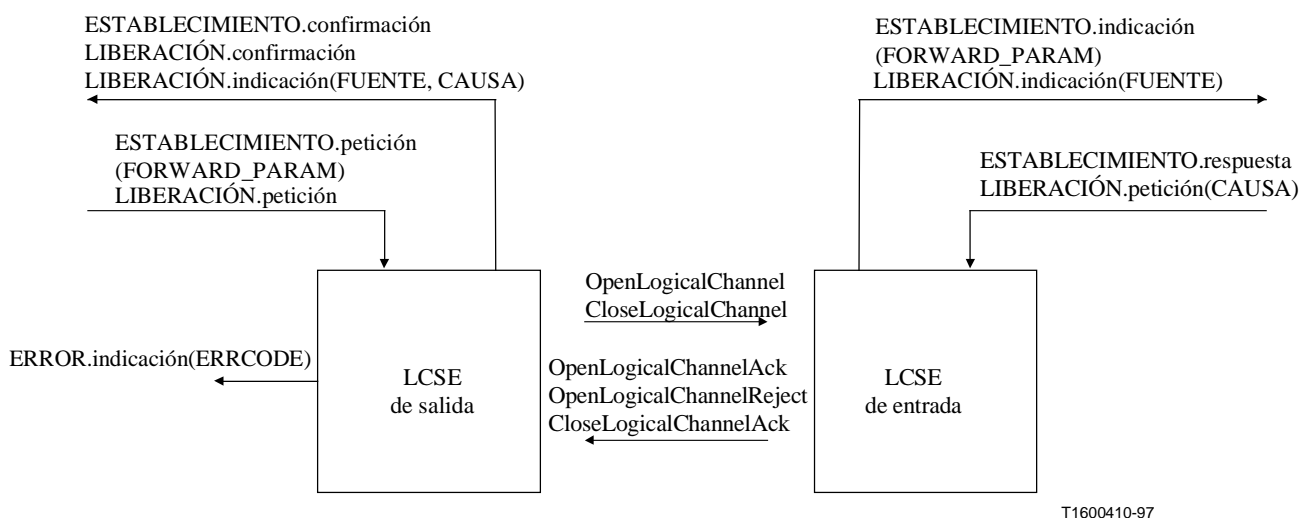 ESTABLECIMIENTO.confirmación
LIBERACIÓN.confirmación
LIBERACIÓN.indicación(FUENTE, CAUSA)
ESTABLECIMIENTO.petición
(FORWARD_PARAM)
LIBERACIÓN.petición
ESTABLECIMIENTO.indicación
(FORWARD_PARAM)
LIBERACIÓN.indicación(FUENTE)
ESTABLECIMIENTO.respuesta
LIBERACIÓN.petición(CAUSA)
OpenLogicalChannel
CloseLogicalChannel
ERROR.indicación(ERRCODE)
LCSE
de salida
OpenLogicalChannelAck
OpenLogicalChannelReject
CloseLogicalChannelAck
LCSE
de entrada
T1600410-97